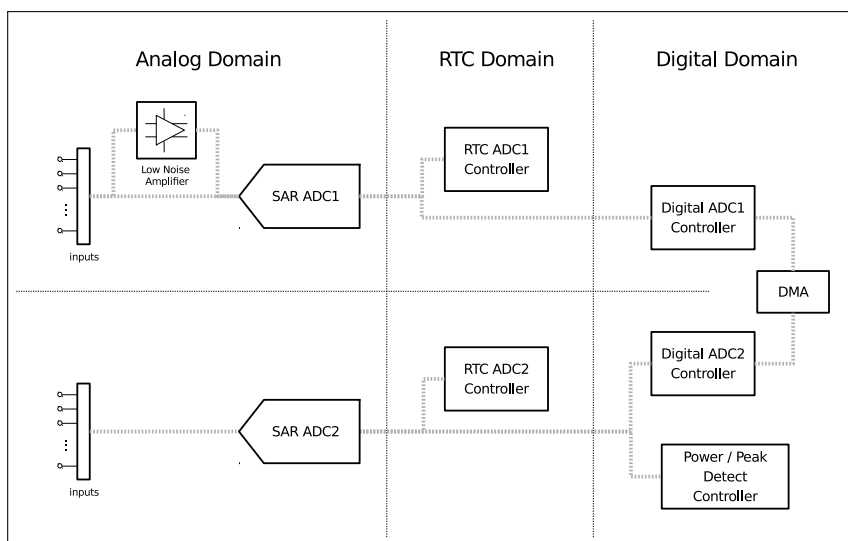 Analog Domain
RTC Domain
Digital Domain
Low Noise
Amplifier
RTC ADC1
Controller
SAR ADC1
Digital ADC1
Controller
inputs
DMA
RTC ADC2
Controller
Digital ADC2
Controller
SAR ADC2
Power / Peak
Detect
Controller
inputs